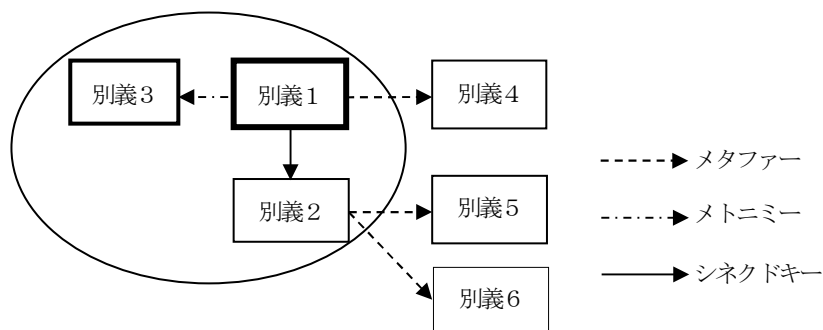 別義３
別義１
別義４
メタファー
別義２
別義５
メトニミー
別義６
シネクドキー